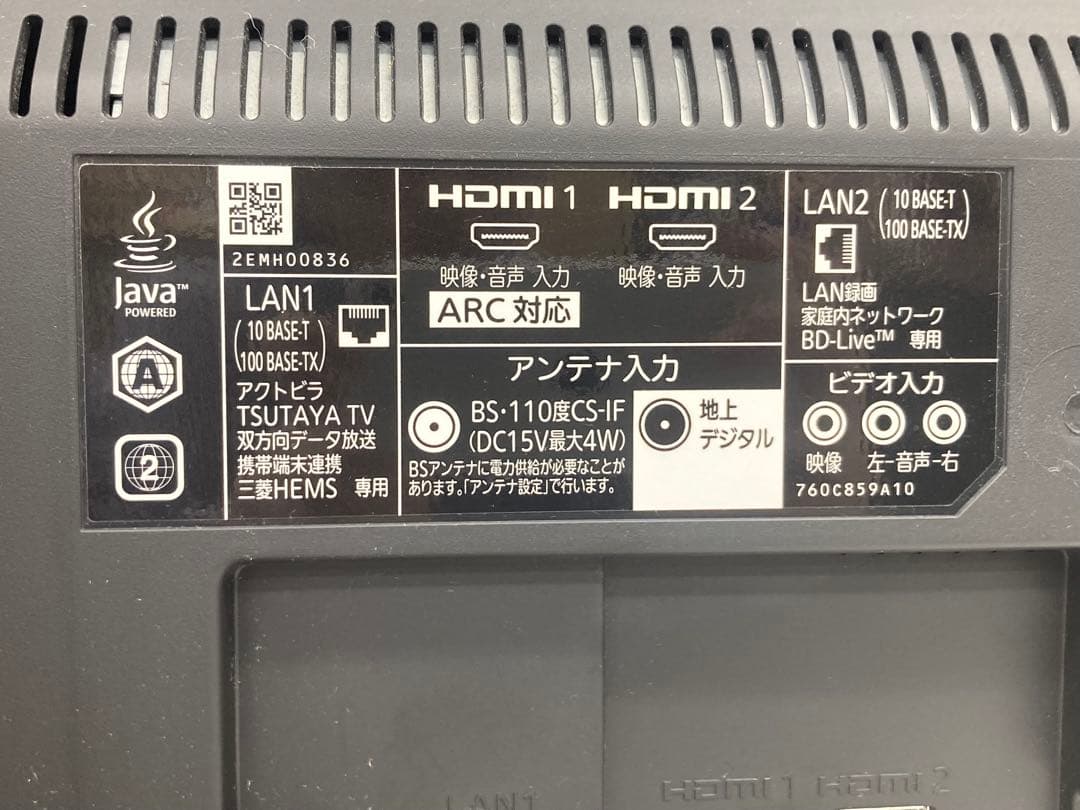 Java™
POWERED
A
2
2EMH00836
LAN1
(10 BASE-T
100 BASE-TX)
アクトビラ
TSUTAYA TV
双方向データ放送
携帯端末連携
三菱HEMS 専用
HDMI 1
映像・音声 入力
ARC 対応
HDMI 2
映像・音声 入力
アンテナ入力
BS・110度CS-IF
(DC15V最大4W)
BSアンテナに電力供給が必要なことが
あります。「アンテナ設定」で行います。
地上
デジタル
LAN2 (10 BASE-T
100 BASE-TX)
LAN録画
家庭内ネットワーク
BD-Live™ 専用
ビデオ入力
映像 左-音声-右
760C859A10
LAN1
HDMI 1 HDMI 2